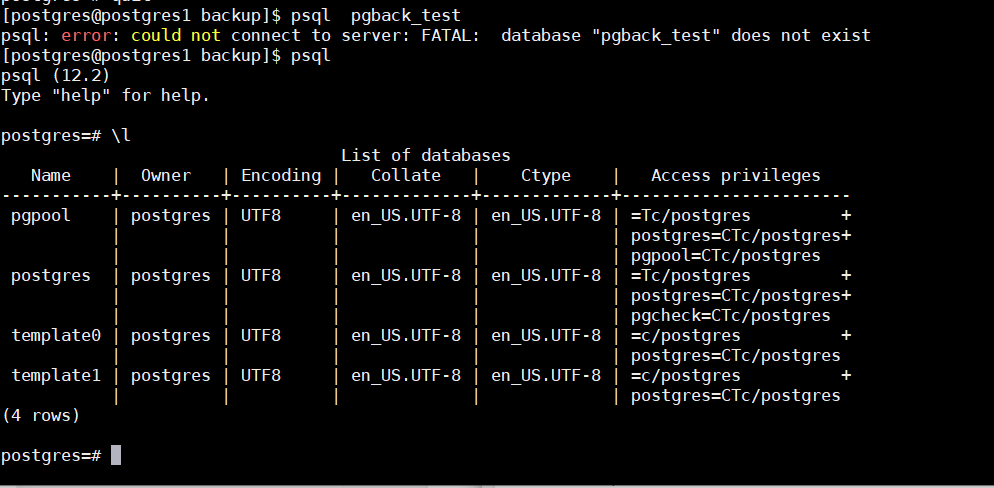 [postgres@postgres1 backup]$ psql  pgback_test
psql: error: could not connect to server: FATAL:  database "pgback_test" does not exist
[postgres@postgres1 backup]$ psql
psql (12.2)
Type "help" for help.
postgres=# \l
                                  List of databases
   Name    |  Owner   | Encoding |   Collate   |    Ctype    |   Access privileges
-----------+----------+----------+-------------+-------------+-----------------------
 pgpool    | postgres | UTF8     | en_US.UTF-8 | en_US.UTF-8 | =Tc/postgres         +
           |          |          |             |             | postgres=CTc/postgres+
           |          |          |             |             | pgpool=CTc/postgres
 postgres  | postgres | UTF8     | en_US.UTF-8 | en_US.UTF-8 | =Tc/postgres         +
           |          |          |             |             | postgres=CTc/postgres+
           |          |          |             |             | pgcheck=CTc/postgres
 template0 | postgres | UTF8     | en_US.UTF-8 | en_US.UTF-8 | =c/postgres          +
           |          |          |             |             | postgres=CTc/postgres
 template1 | postgres | UTF8     | en_US.UTF-8 | en_US.UTF-8 | =c/postgres          +
           |          |          |             |             | postgres=CTc/postgres
(4 rows)
postgres=#